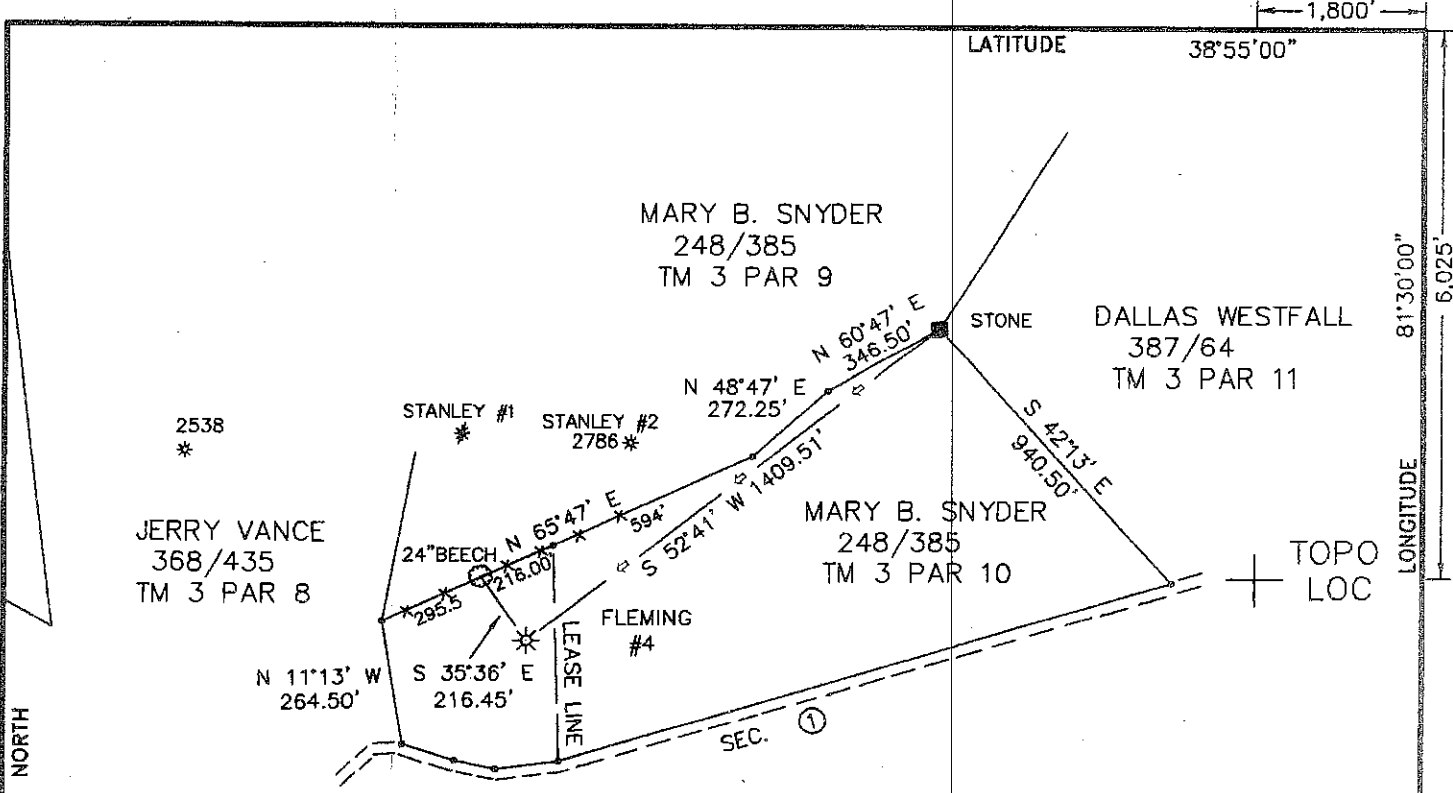 1,800'
LATITUDE
38°55'00"
6,025'
81°30'00"
LONGITUDE
MARY B. SNYDER
248/385
TM 3 PAR 9
STONE
DALLAS WESTFALL
387/64
TM 3 PAR 11
N 60°47' E
346.50'
N 48°47' E
272.25'
STANLEY #1
STANLEY #2
2786
2538
S 42°13' E
940.50'
S 52°41' W 1409.51'
MARY B. SNYDER
248/385
TM 3 PAR 10
JERRY VANCE
368/435
TM 3 PAR 8
24"BEECH
N 65°47' E
594'
216.00'
295.5
TOPO
LOC
FLEMING
#4
N 11°13' W
264.50'
S 35°36' E
216.45'
LEASE LINE
SEC. 1
NORTH